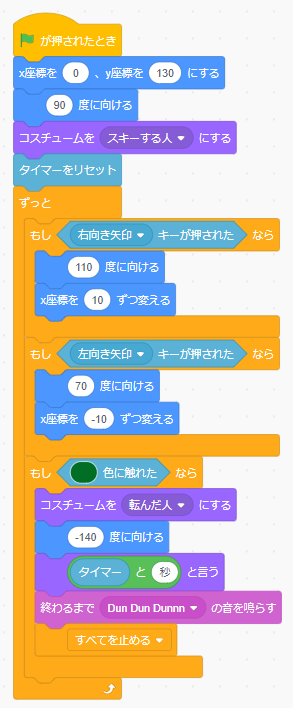 が押されたとき
x座標を 0 、y座標を 130 にする
90 度に向ける
コスチュームを スキーする人 にする
タイマーをリセット
ずっと
もし 右向き矢印 キーが押された なら
110 度に向ける
x座標を 10 ずつ変える
もし 左向き矢印 キーが押された なら
70 度に向ける
x座標を -10 ずつ変える
もし 色に触れた なら
コスチュームを 転んだ人 にする
-140 度に向ける
タイマー と 秒 と言う
終わるまで Dun Dun Dunnn の音を鳴らす
すべてを止める